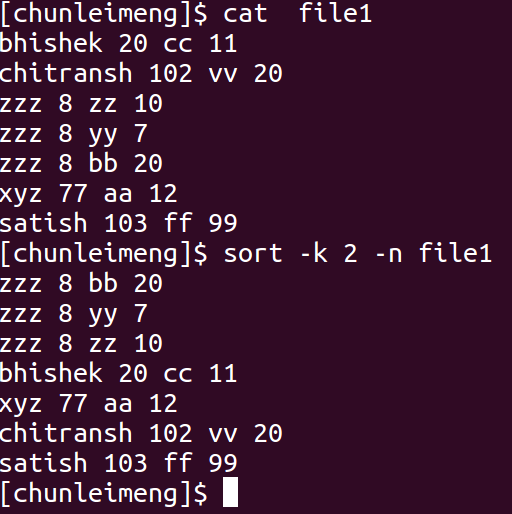 [chunleimeng]$ cat  file1
bhishek 20 cc 11
chitransh 102 vv 20
zzz 8 zz 10
zzz 8 yy 7
zzz 8 bb 20
xyz 77 aa 12
satish 103 ff 99
[chunleimeng]$ sort -k 2 -n file1
zzz 8 bb 20
zzz 8 yy 7
zzz 8 zz 10
bhishek 20 cc 11
xyz 77 aa 12
chitransh 102 vv 20
satish 103 ff 99
[chunleimeng]$